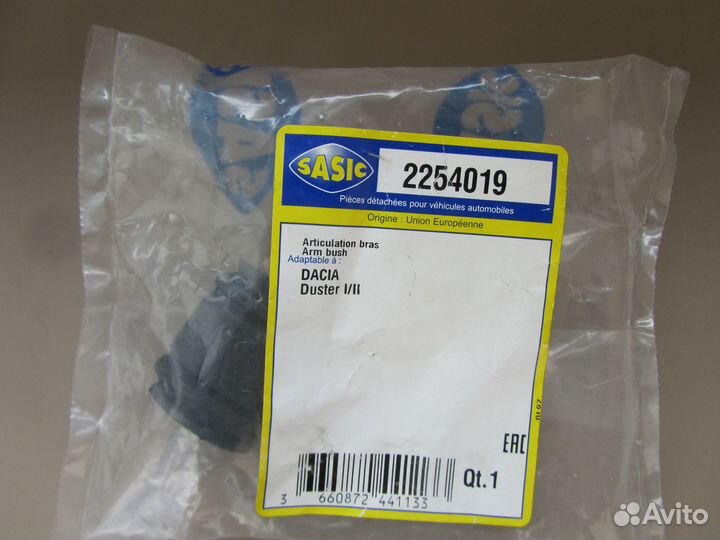 SASIC
2254019
Pièces détachées pour véhicules automobiles
Origine : Union Européenne
Articulation bras
Arm bush
Adaptable à :
DACIA
Duster I/II
EAC
Qt.1
3 660872 441133
Avito